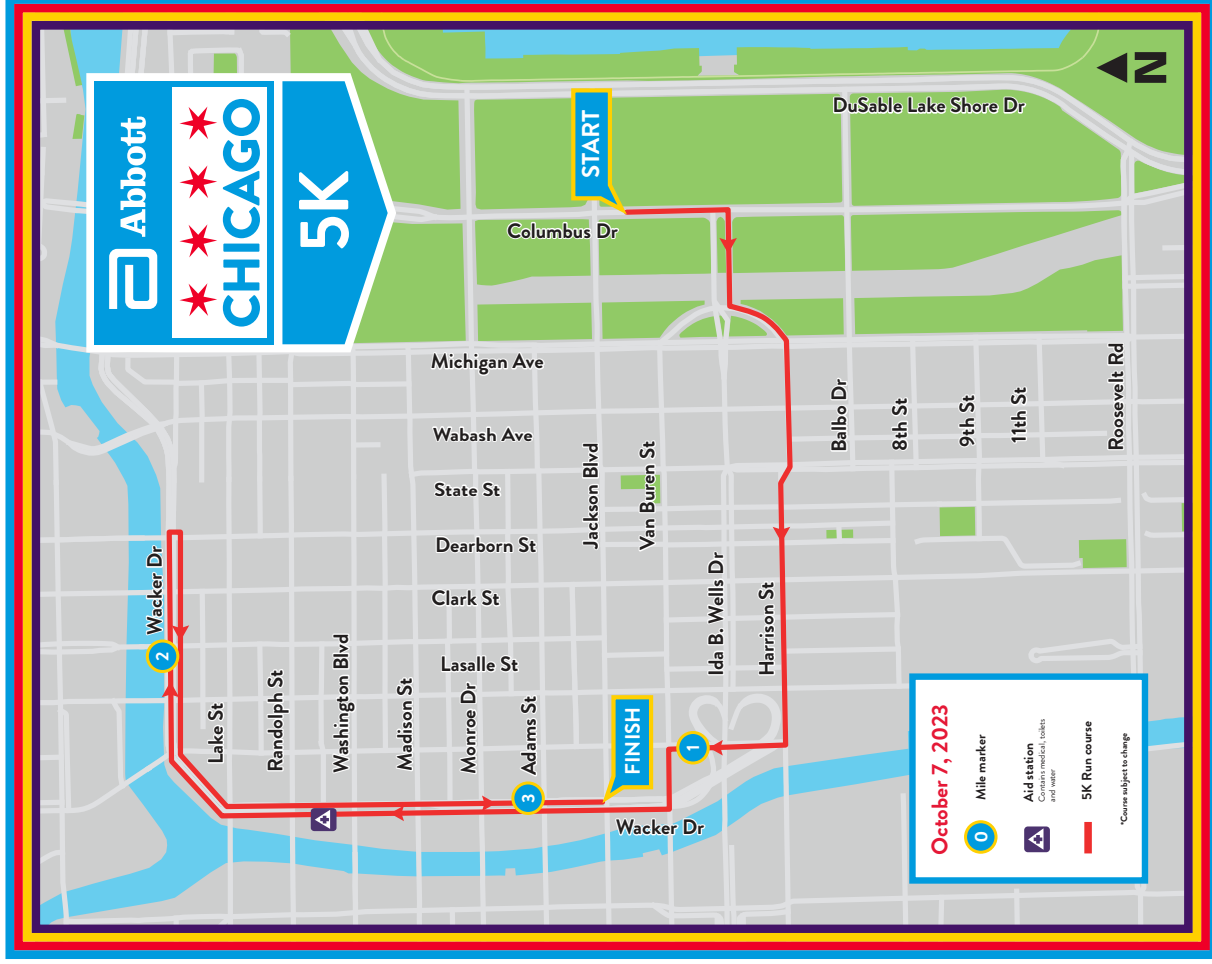 Abbott
CHICAGO
5K
START
DuSable Lake Shore Dr
N
Columbus Dr
Michigan Ave
Wabash Ave
State St
Dearborn St
Clark St
Lasalle St
Jackson Blvd
Van Buren St
Balbo Dr
8th St
9th St
11th St
Roosevelt Rd
Ida B. Wells Dr
Harrison St
Wacker Dr
2
Lake St
Randolph St
Washington Blvd
Madison St
Monroe Dr
Adams St
3
FINISH
1
Wacker Dr
October 7, 2023
0 Mile marker
Aid station
Contains medical, toilets
and water
5K Run course
*Course subject to change